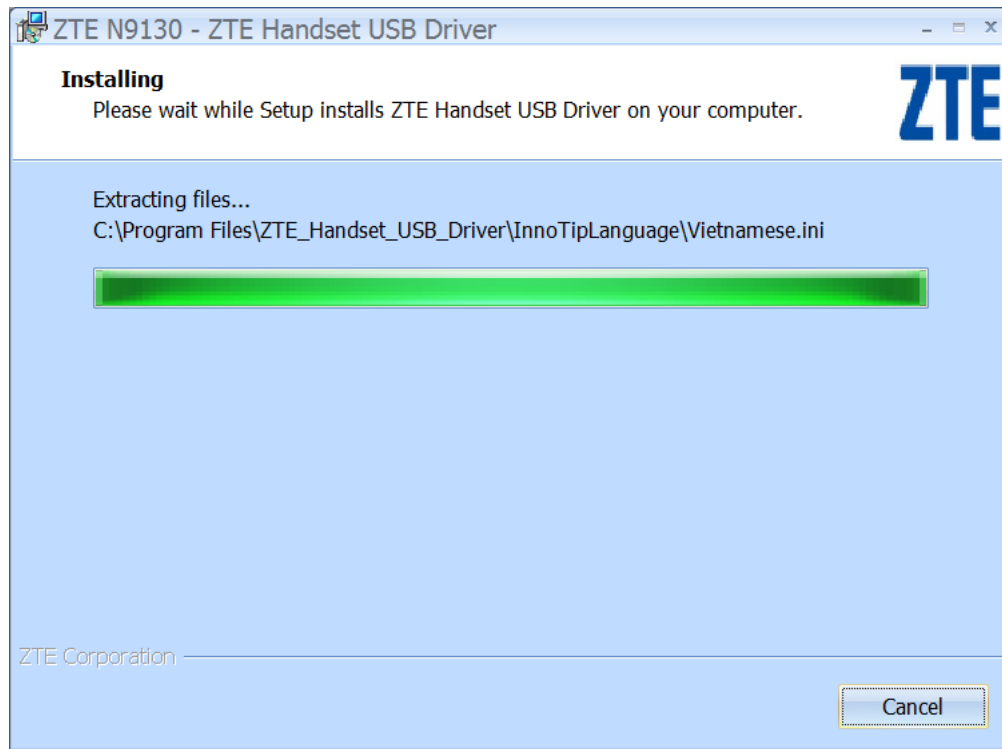 ZTE N9130 - ZTE Handset USB Driver
Installing
Please wait while Setup installs ZTE Handset USB Driver on your computer.
ZTE
Extracting files...
C:\Program Files\ZTE_Handset_USB_Driver\InnoTipLanguage\Vietnamese.ini
ZTE Corporation
Cancel